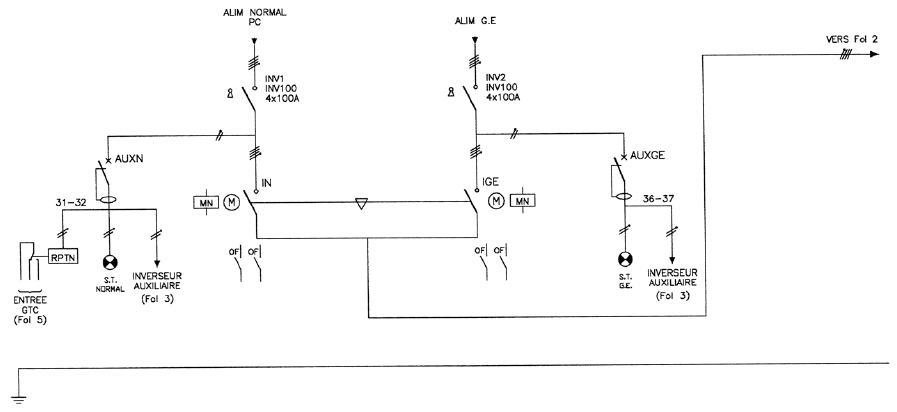 ALIM NORMAL
PC
ALIM G.E
VERS Fol 2
INV1
INV100
4x100A
INV2
INV100
4x100A
AUXN
AUXGE
IN
IGE
MN
M
M
MN
31-32
36-37
OF
OF
OF
OF
RPTN
S.T.
NORMAL
INVERSEUR
AUXILIAIRE
(Fol 3)
S.T.
G.E.
INVERSEUR
AUXILIAIRE
(Fol 3)
ENTREE
GTC
(Fol 5)